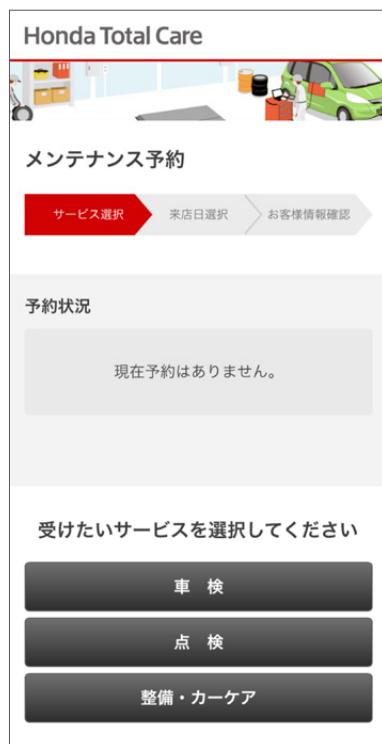 Honda Total Care
メンテナンス予約
サービス選択 来店日選択 お客様情報確認
予約状況
現在予約はありません。
受けたいサービスを選択してください
車 検
点 検
整備・カーケア